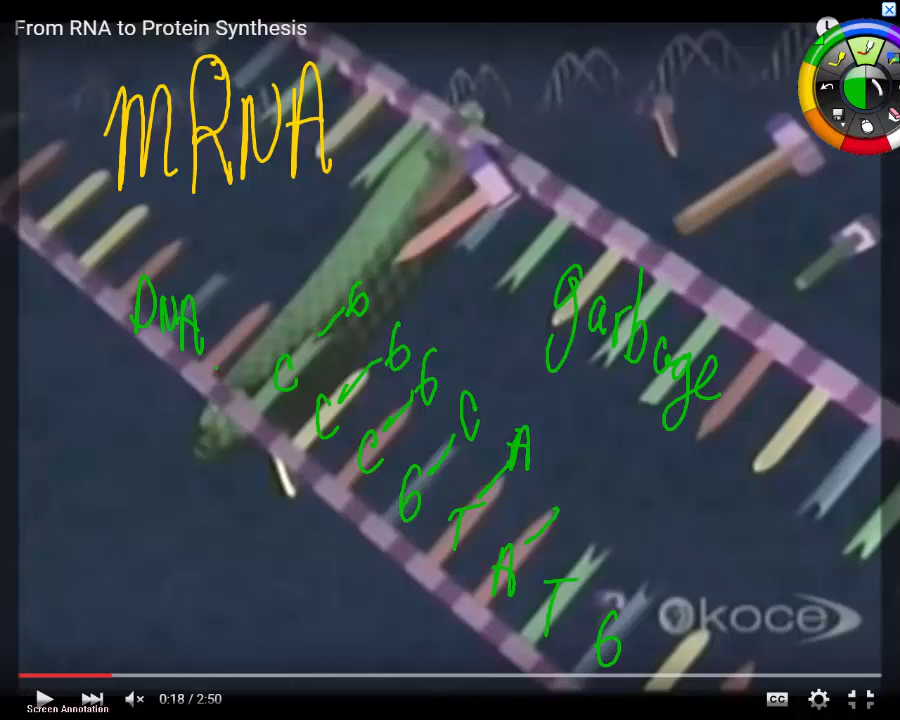 From RNA to Protein Synthesis
mRNA
DNA
garbage
C G
C G
C G
G C
T A
A
T
G
koce
0:18 / 2:50
CC
Screen Annotation